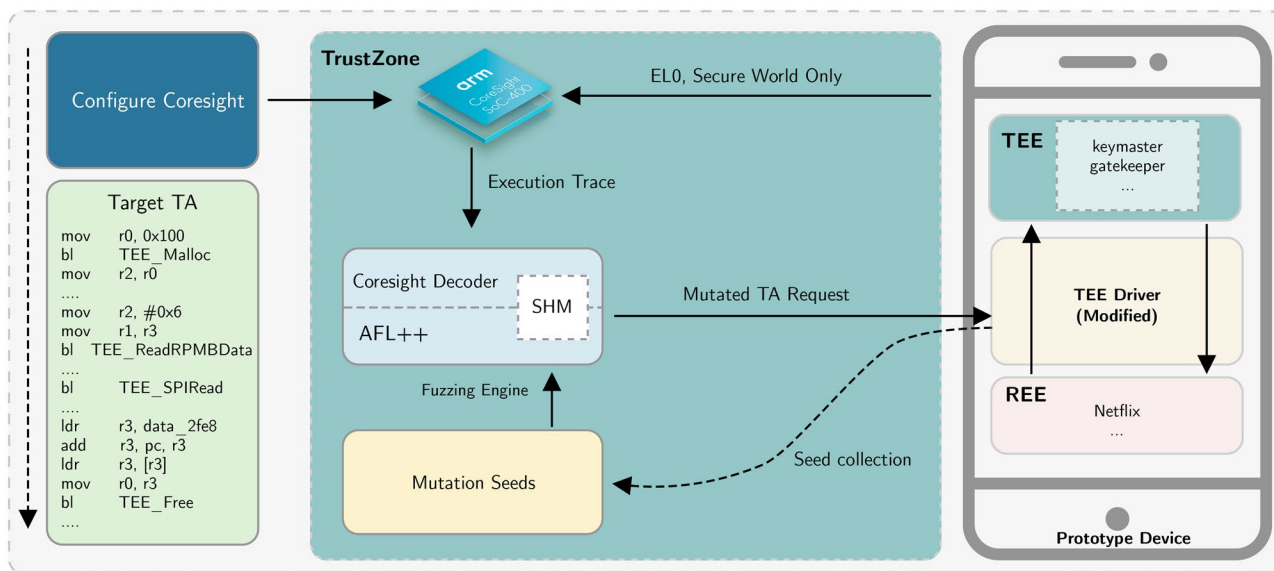 Configure Coresight
Target TA
mov r0, 0x100
bl TEE_Malloc
mov r2, r0
....
mov r2, #0x6
mov r1, r3
bl TEE_ReadRPMBData
....
bl TEE_SPIRead
....
ldr r3, data_2fe8
add r3, pc, r3
ldr r3, [r3]
mov r0, r3
bl TEE_Free
....
TrustZone
arm
CoreSight
SoC-400
EL0, Secure World Only
Execution Trace
Coresight Decoder
SHM
AFL++
Mutated TA Request
Fuzzing Engine
Mutation Seeds
Seed collection
TEE
keymaster
gatekeeper
...
TEE Driver
(Modified)
REE
Netflix
...
Prototype Device